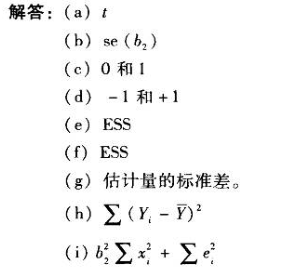 解答：(a) t
(b) se (b₂)
(c) 0 和 1
(d) －1 和 +1
(e) ESS
(f) ESS
(g) 估计量的标准差。
(h) ∑ (Yᵢ － Ȳ)²
(i) b₂² ∑ xᵢ² + ∑ eᵢ²